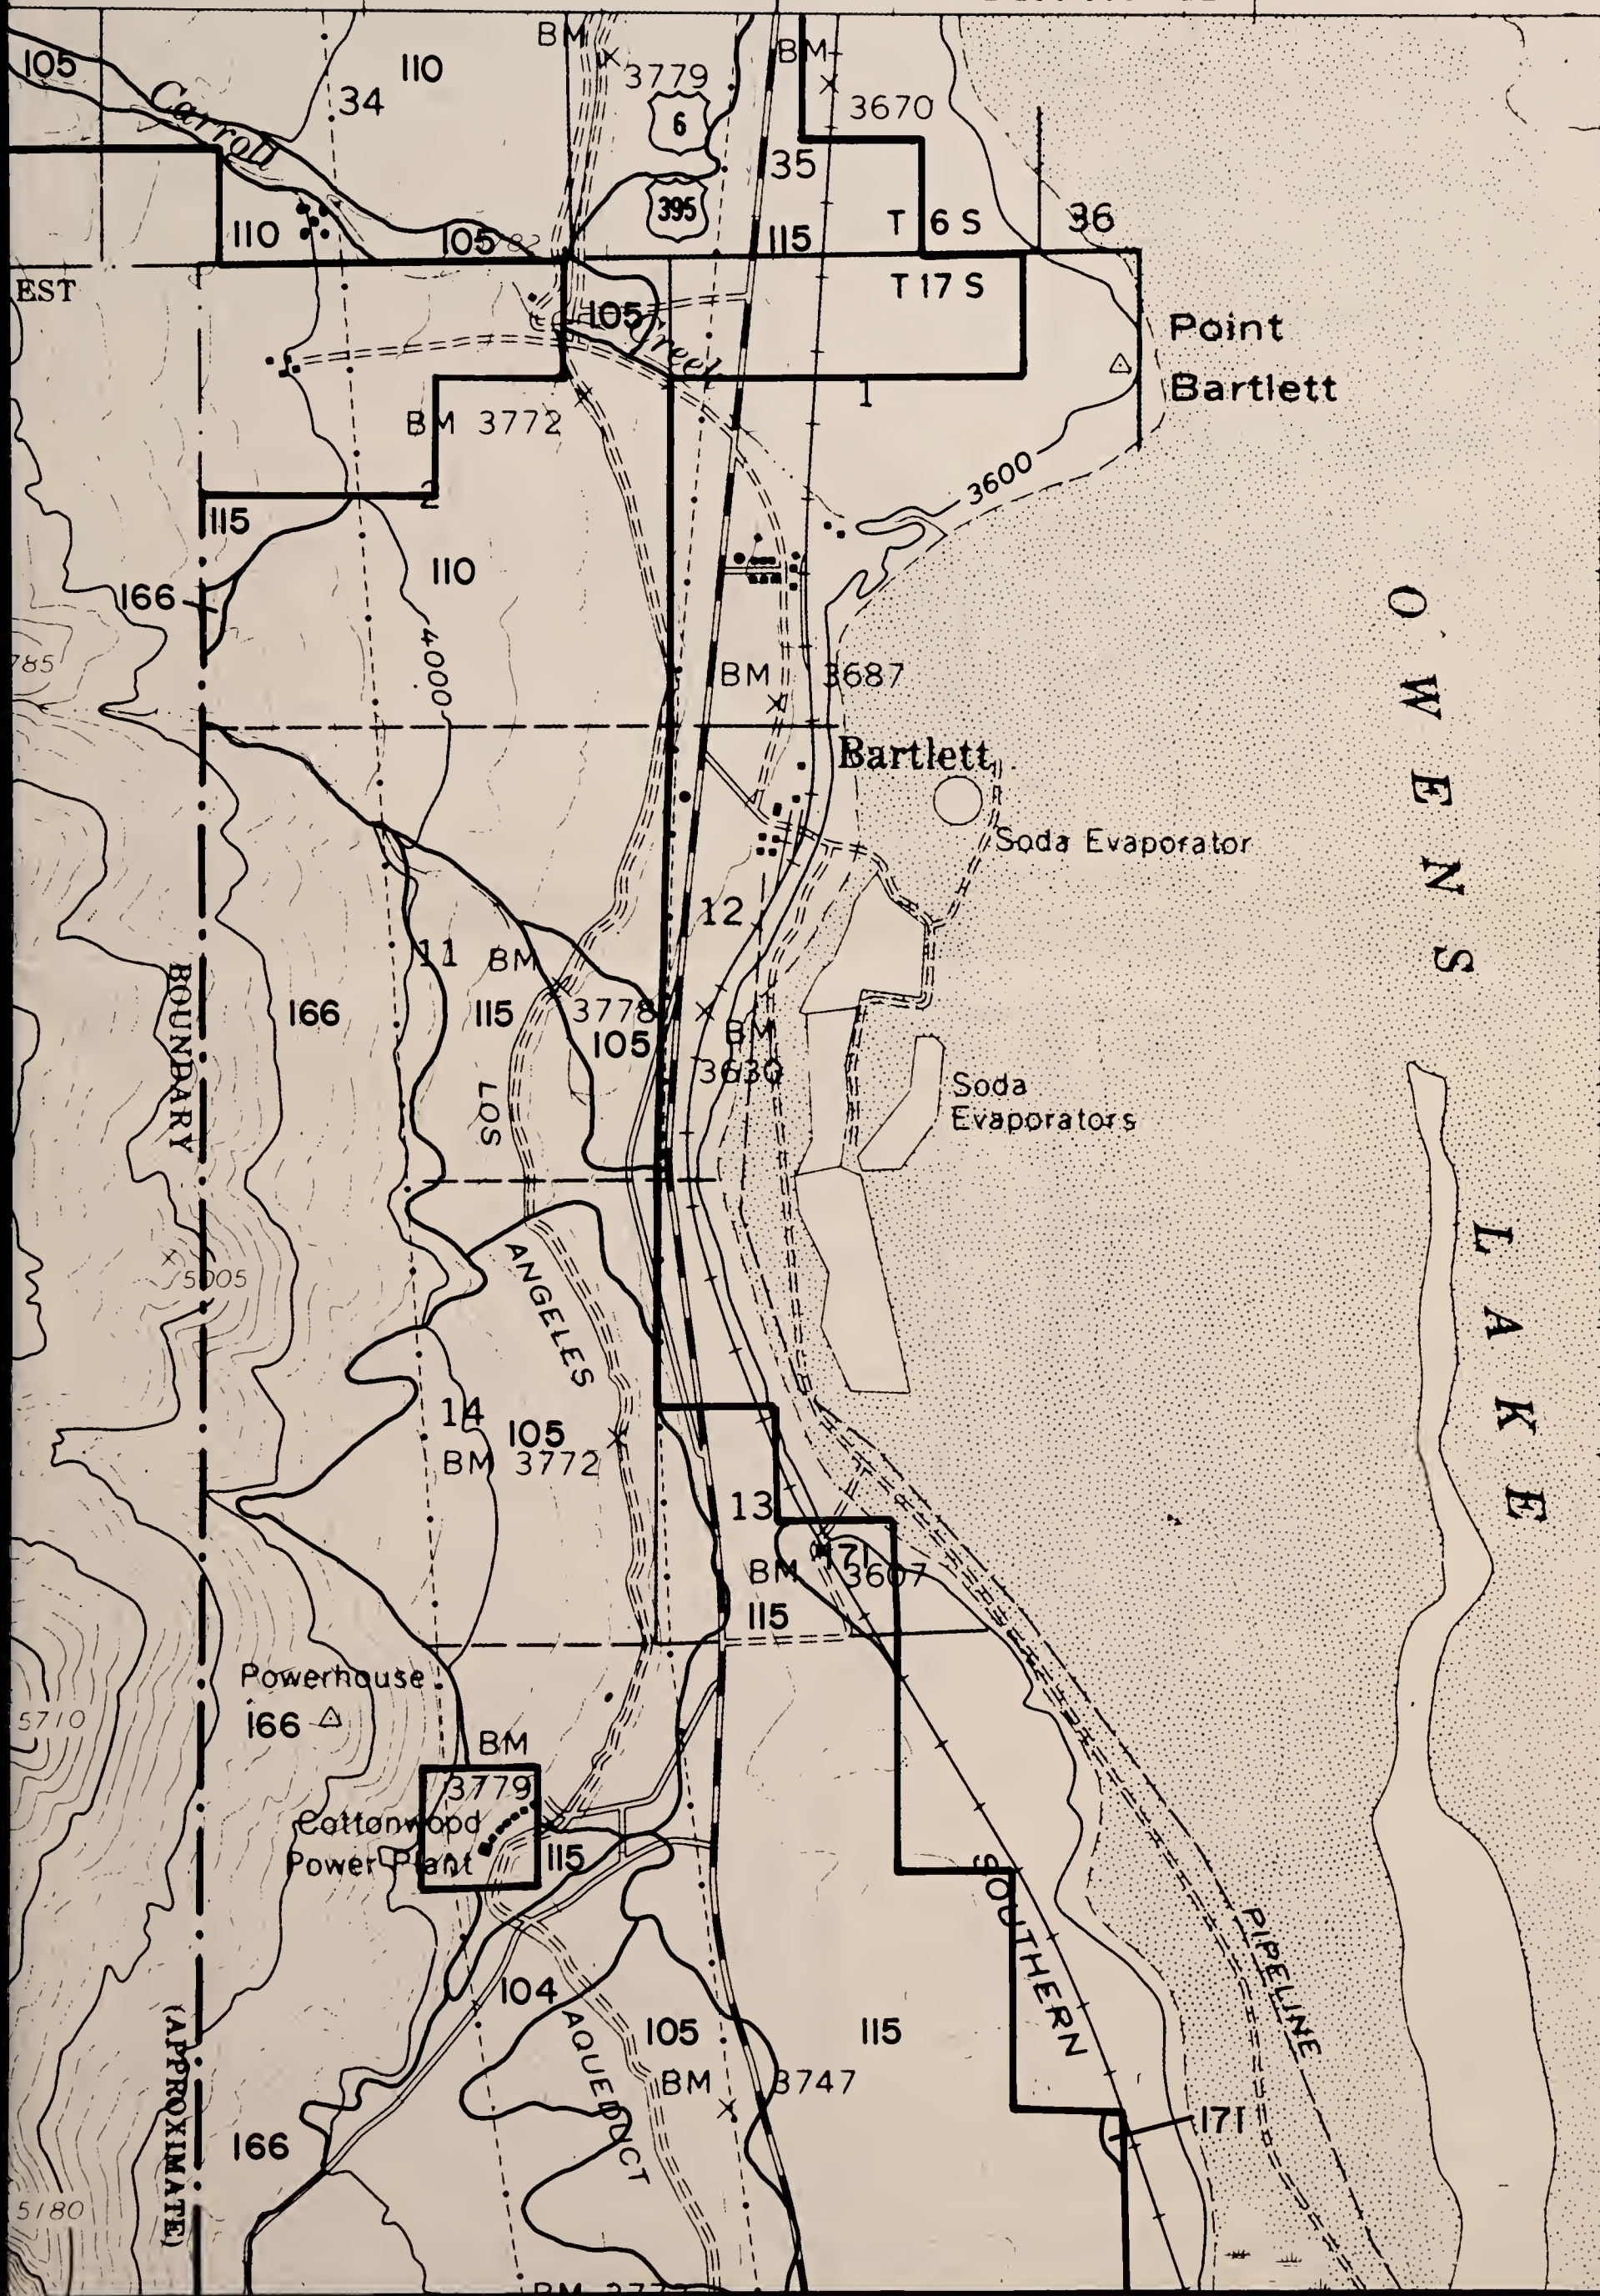 BM
BM
105
110
3779
34
3670
6
Carroll
35
395
36
T 6 S
110
105
115
EST
T 17 S
105
Point
Creek
Bartlett
1
BM 3772
3600
2
115
110
166
O W E N S
4000
785
BM 3687
Bartlett
Soda Evaporator
12
11
BM
BOUNDARY
166
115
3778
BM
105
3630
Soda
Evaporators
LOS
5005
ANGELES
L A K E
14
105
BM 3772
13
171
BM 3607
115
Powerhouse
5710
166
BM
3779
Cottonwood
Power Plant
115
SOUTHERN
PIPELINE
104
105
115
AQUEDUCT
BM 3747
(APPROXIMATE)
171
166
5180